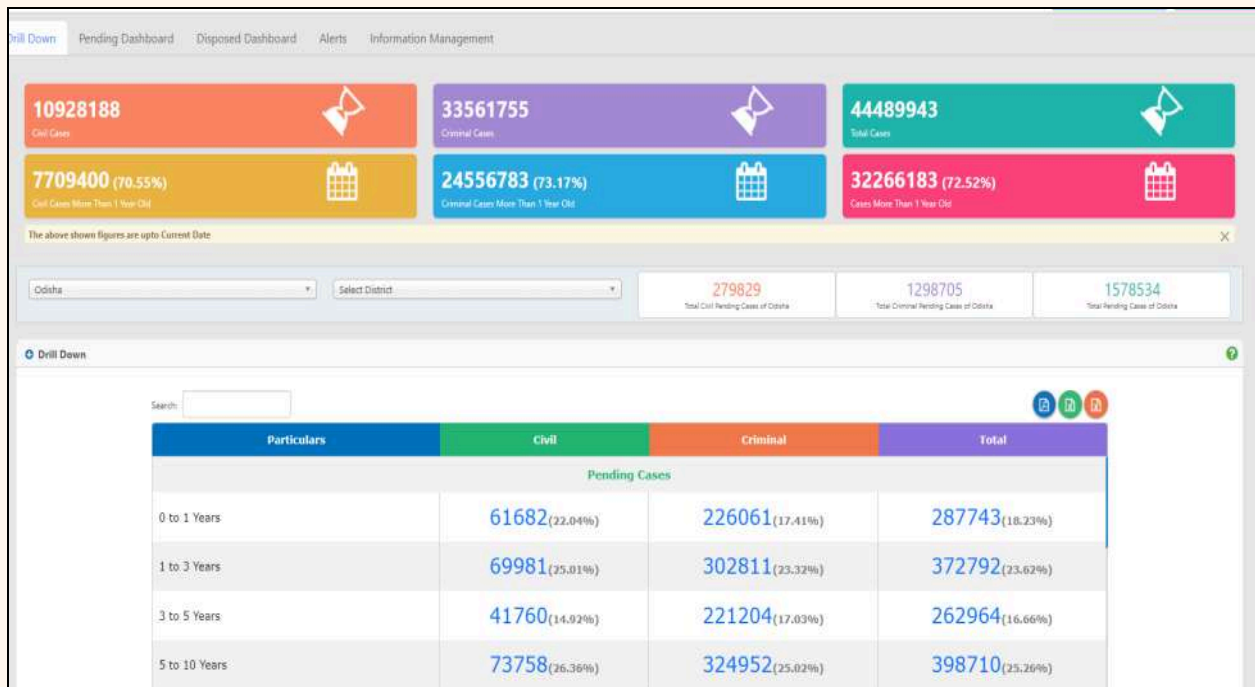 Drill Down Pending Dashboard Disposed Dashboard Alerts Information Management
10928188 33561755 44489943
Civil Cases Criminal Cases Total Cases
7709400 (70.55%) 24556783 (73.17%) 32266183 (72.52%)
Civil Cases More Than 1 Year Old Criminal Cases More Than 1 Year Old Cases More Than 1 Year Old
The above shown figures are upto Current Date X
Odisha Select District 279829 1298705 1578534
Total Civil Pending Cases of Odisha Total Criminal Pending Cases of Odisha Total Pending Cases of Odisha
Drill Down ?
Search:
Particulars Civil Criminal Total
Pending Cases
0 to 1 Years 61682(22.04%) 226061(17.41%) 287743(18.23%)
1 to 3 Years 69981(25.01%) 302811(23.32%) 372792(23.62%)
3 to 5 Years 41760(14.92%) 221204(17.03%) 262964(16.66%)
5 to 10 Years 73758(26.36%) 324952(25.02%) 398710(25.26%)